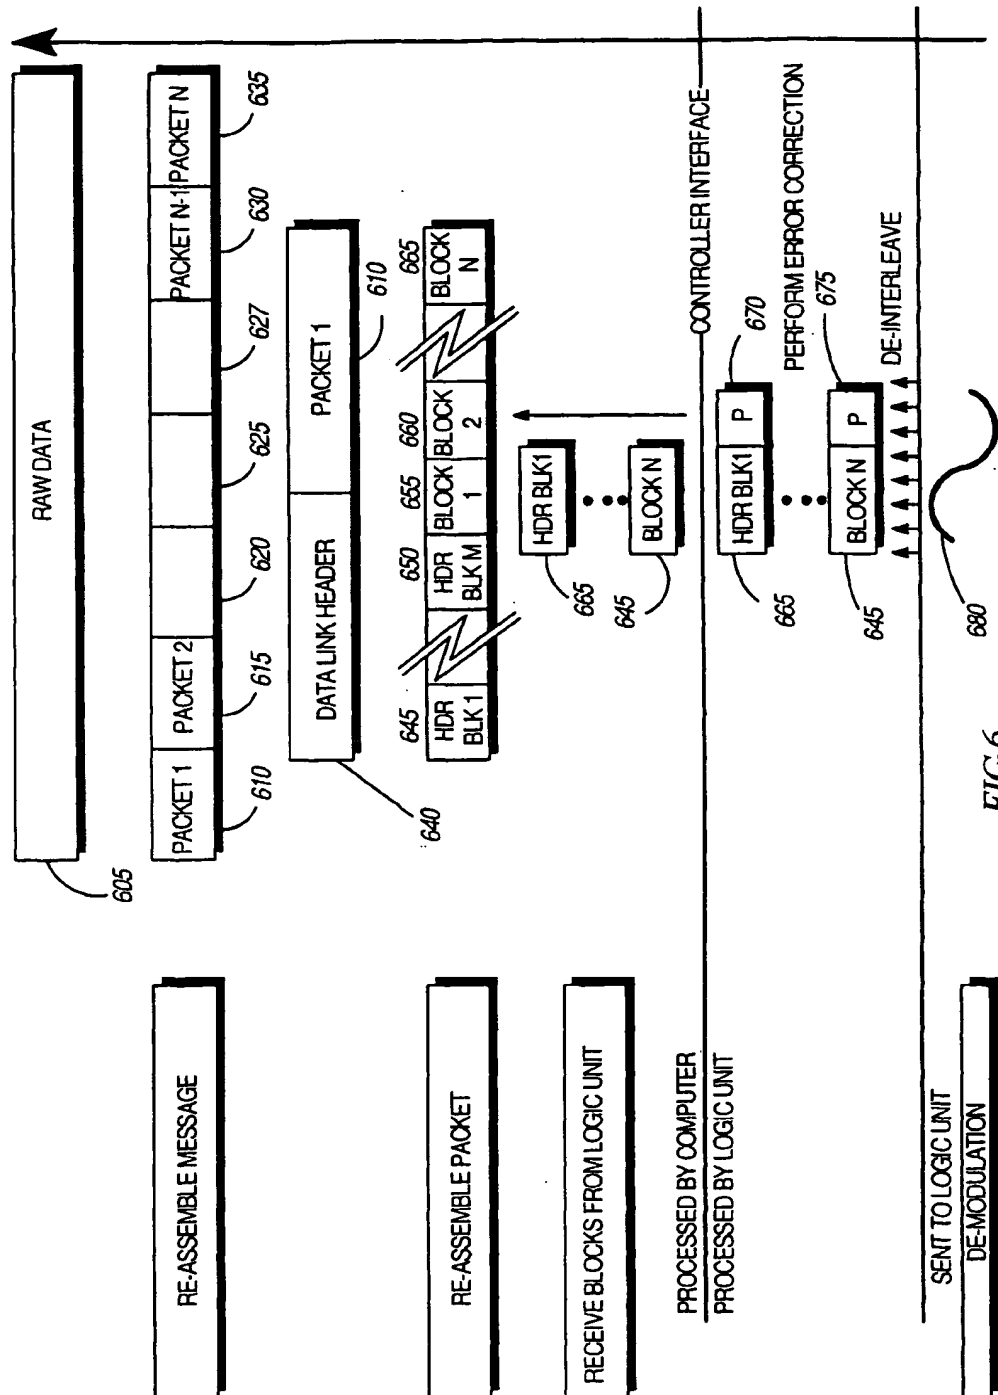 RAW DATA
605
RE-ASSEMBLE MESSAGE
PACKET 1
PACKET 2
PACKET N-1
PACKET N
610
615
620
625
627
630
635
DATA LINK HEADER
PACKET 1
640
610
RE-ASSEMBLE PACKET
645
650
655
660
665
HDR
BLK 1
HDR
BLK M
BLOCK
1
BLOCK
2
BLOCK
N
RECEIVE BLOCKS FROM LOGIC UNIT
HDR BLK1
665
BLOCK N
645
PROCESSED BY COMPUTER
CONTROLLER INTERFACE
PROCESSED BY LOGIC UNIT
HDR BLK1
P
670
665
PERFORM ERROR CORRECTION
BLOCK N
P
675
645
DE-INTERLEAVE
SENT TO LOGIC UNIT
DE-MODULATION
680
FIG.6